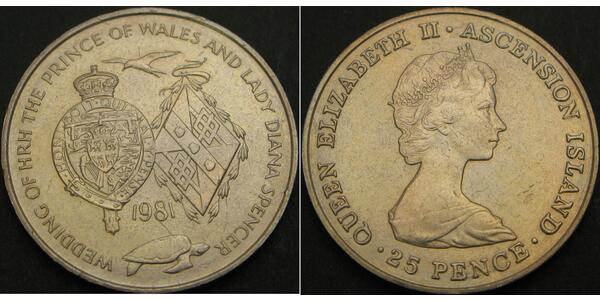 WEDDING OF HRH THE PRINCE OF WALES AND LADY DIANA SPENCER
1981
QUEEN ELIZABETH II · ASCENSION ISLAND ·
25 PENCE ·